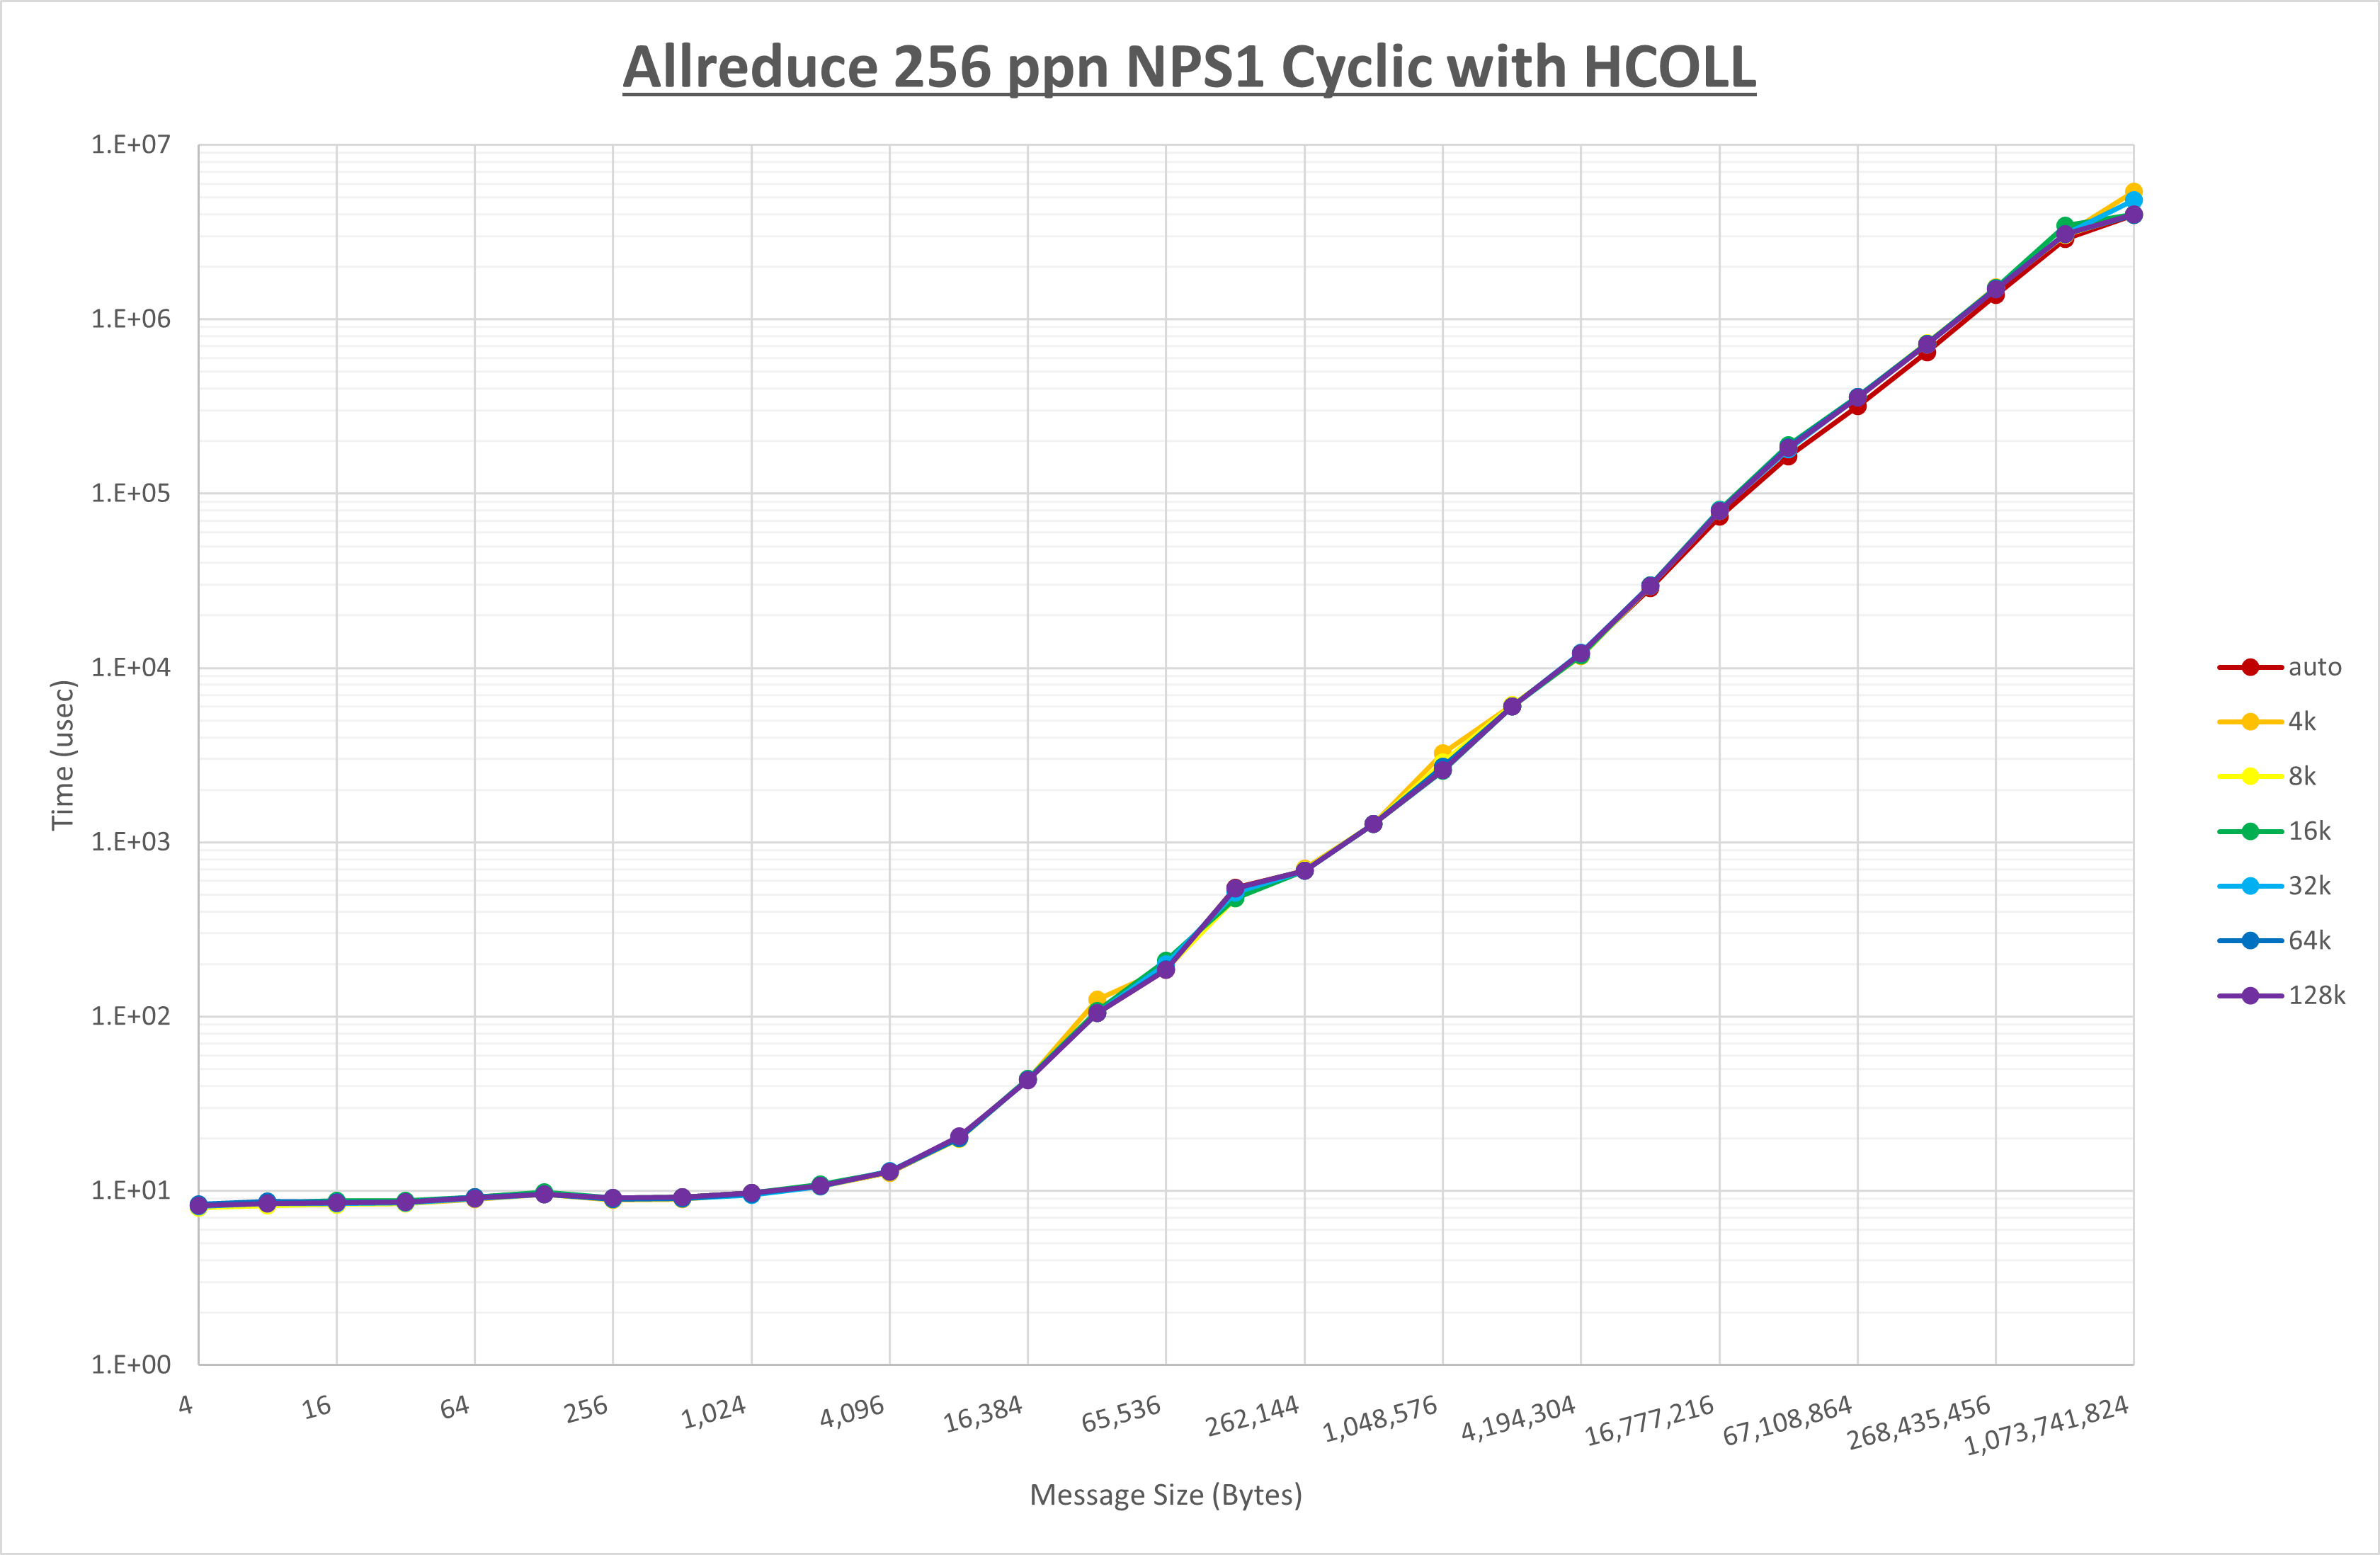 Allreduce 256 ppn NPS1 Cyclic with HCOLL
1.E+07
1.E+06
1.E+05
1.E+04
1.E+03
1.E+02
1.E+01
1.E+00
Time (usec)
4
16
64
256
1,024
4,096
16,384
65,536
262,144
1,048,576
4,194,304
16,777,216
67,108,864
268,435,456
1,073,741,824
Message Size (Bytes)
auto
4k
8k
16k
32k
64k
128k